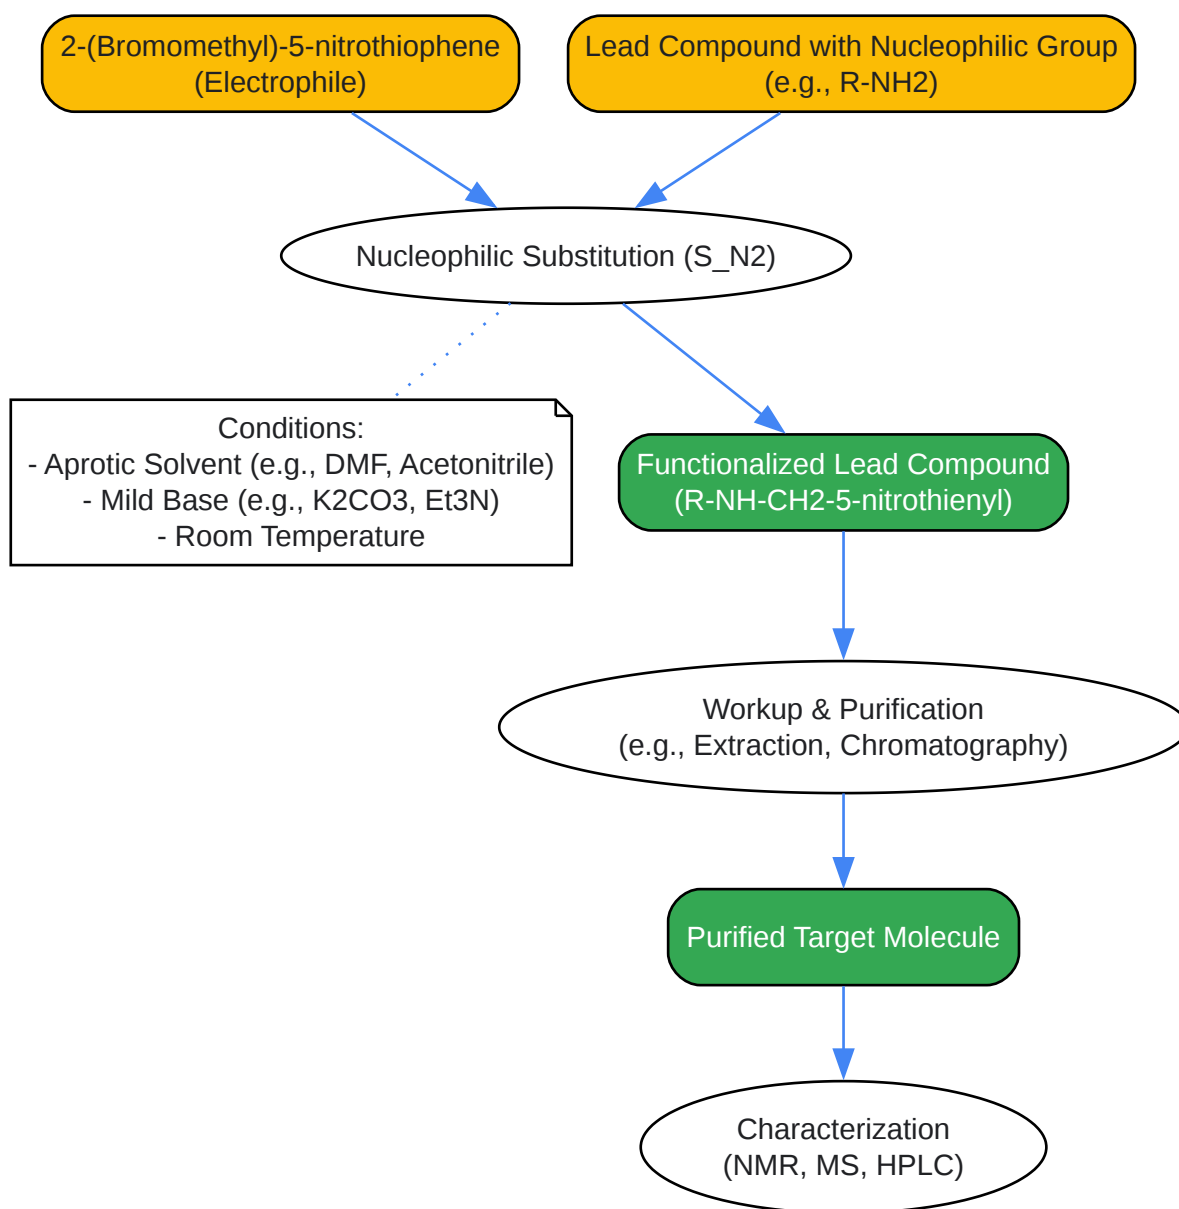 2-(Bromomethyl)-5-nitrothiophene
(Electrophile)
Lead Compound with Nucleophilic Group
(e.g., R-NH2)
Nucleophilic Substitution (S_N2)
Conditions:
- Aprotic Solvent (e.g., DMF, Acetonitrile)
- Mild Base (e.g., K2CO3, Et3N)
- Room Temperature
Functionalized Lead Compound
(R-NH-CH2-5-nitrothienyl)
Workup & Purification
(e.g., Extraction, Chromatography)
Purified Target Molecule
Characterization
(NMR, MS, HPLC)